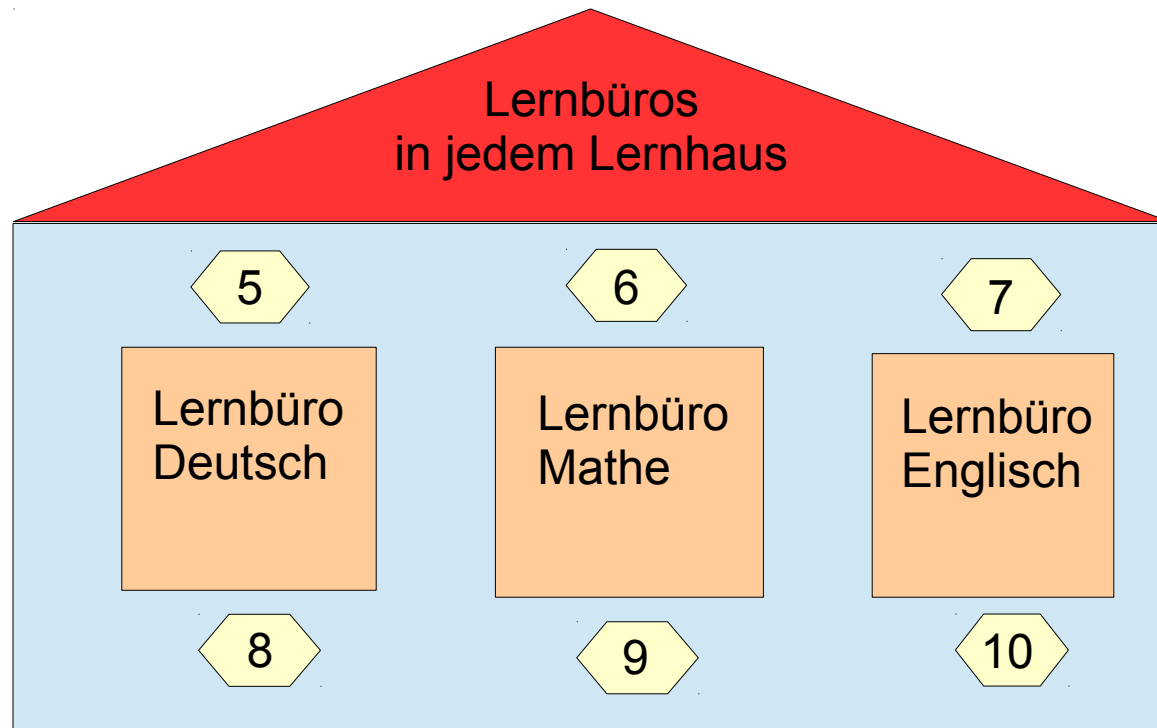 Lernbüros
in jedem Lernhaus
5
6
7
Lernbüro
Deutsch
Lernbüro
Mathe
Lernbüro
Englisch
8
9
10